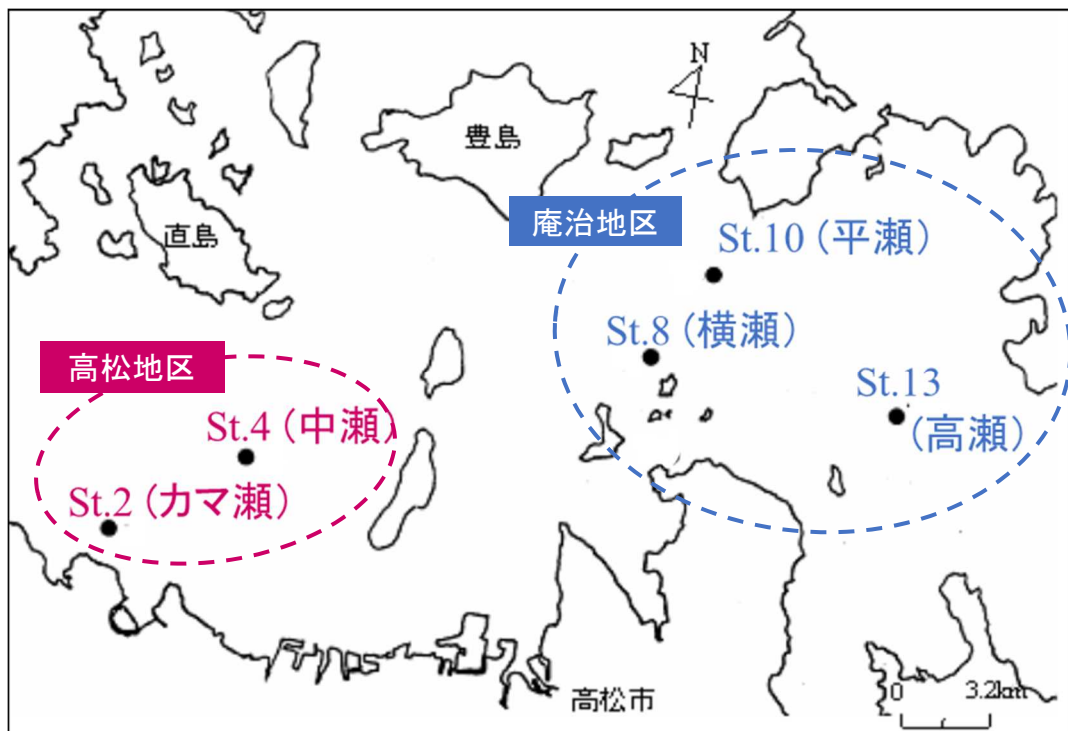 N
豊島
庵治地区
直島
St.10 (平瀬)
St.8 (横瀬)
高松地区
St.13
(高瀬)
St.4 (中瀬)
St.2 (カマ瀬)
0 3.2km
高松市